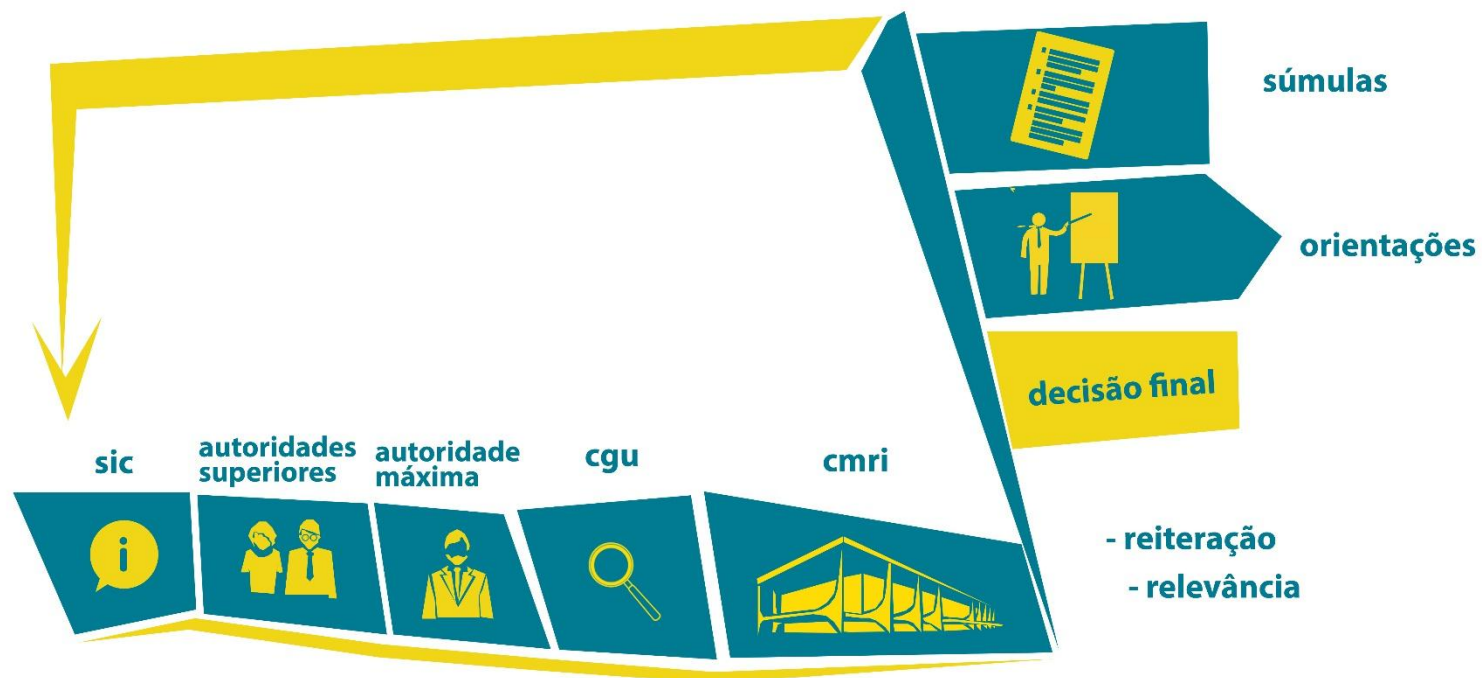 súmulas
orientações
decisão final
sic
autoridades
superiores
autoridade
máxima
cgu
cmri
- reiteração
- relevância